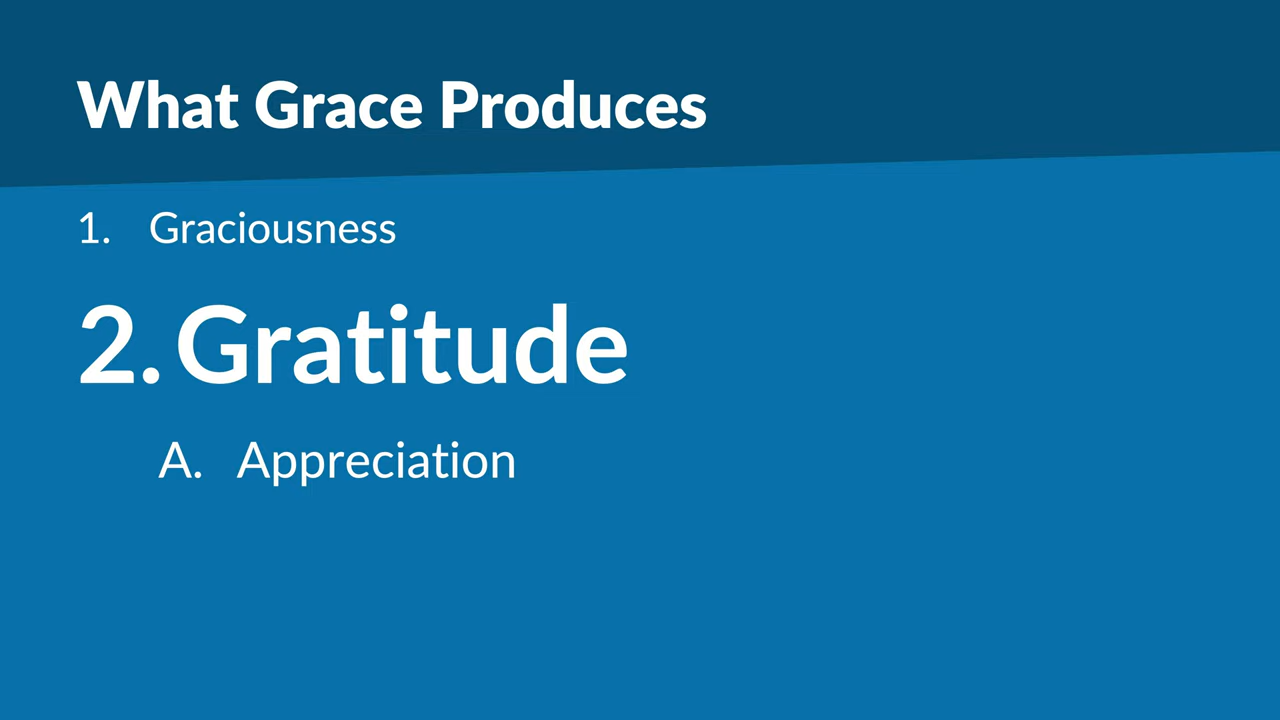 What Grace Produces
1. Graciousness
2. Gratitude
A. Appreciation